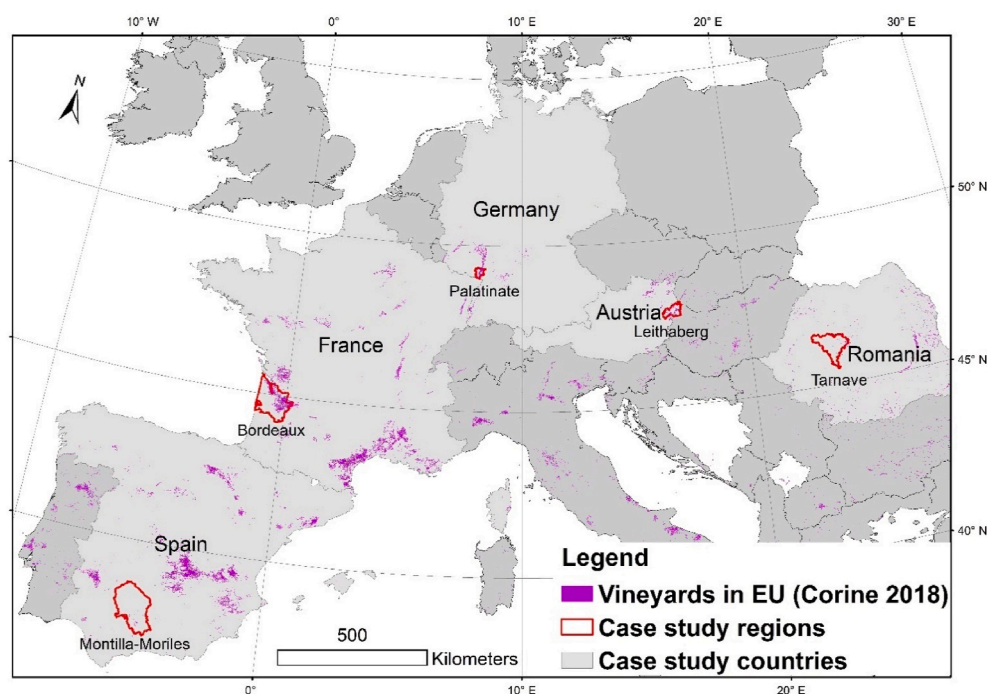 10° W 0° 10° E 20° E 30° E
N
50° N
Germany
Palatinate
Austria
Leithaberg
France
Romania
45° N
Tarnave
Bordeaux
40° N
Spain
Legend
Vineyards in EU (Corine 2018)
Case study regions
Case study countries
Montilla-Moriles
500
Kilometers
0° 10° E 20° E